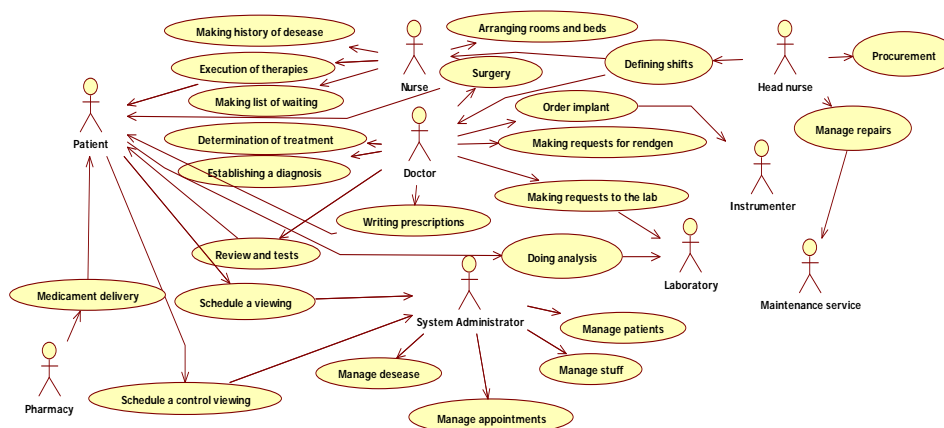 Making history of desease
Arranging rooms and beds
Execution of therapies
Nurse
Surgery
Defining shifts
Head nurse
Procurement
Making list of waiting
Order implant
Manage repairs
Patient
Determination of treatment
Doctor
Making requests for rendgen
Establishing a diagnosis
Making requests to the lab
Instrumenter
Writing prescriptions
Review and tests
Doing analysis
Laboratory
Maintenance service
Medicament delivery
Schedule a viewing
System Administrator
Manage patients
Pharmacy
Manage desease
Manage stuff
Schedule a control viewing
Manage appointments